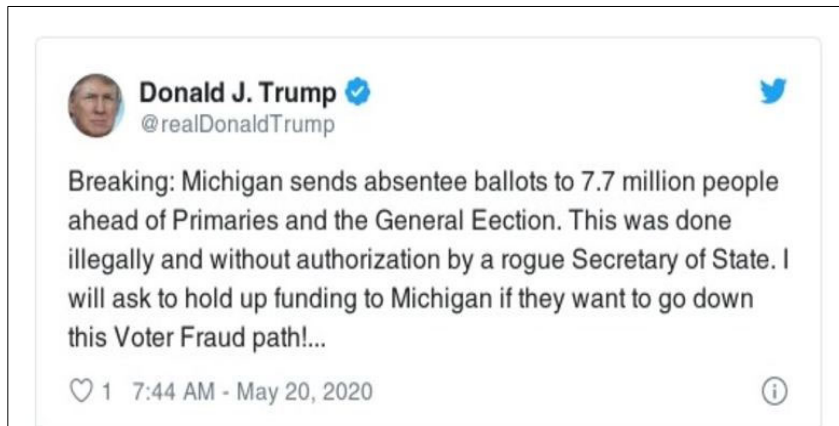 Donald J. Trump
@realDonaldTrump
Breaking: Michigan sends absentee ballots to 7.7 million people
ahead of Primaries and the General Eection. This was done
illegally and without authorization by a rogue Secretary of State. I
will ask to hold up funding to Michigan if they want to go down
this Voter Fraud path!...
1 7:44 AM - May 20, 2020